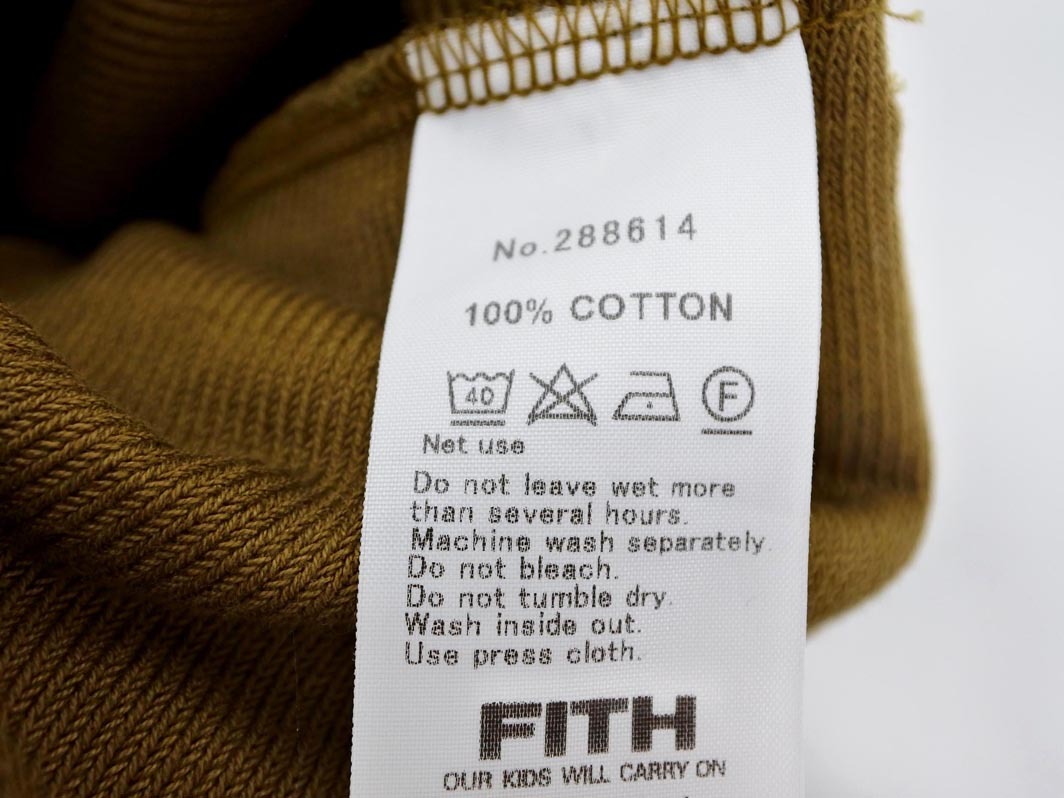 No.288614
100% COTTON
40 F
Net use
Do not leave wet more
than several hours.
Machine wash separately.
Do not bleach.
Do not tumble dry.
Wash inside out.
Use press cloth.
FITH
OUR KIDS WILL CARRY ON